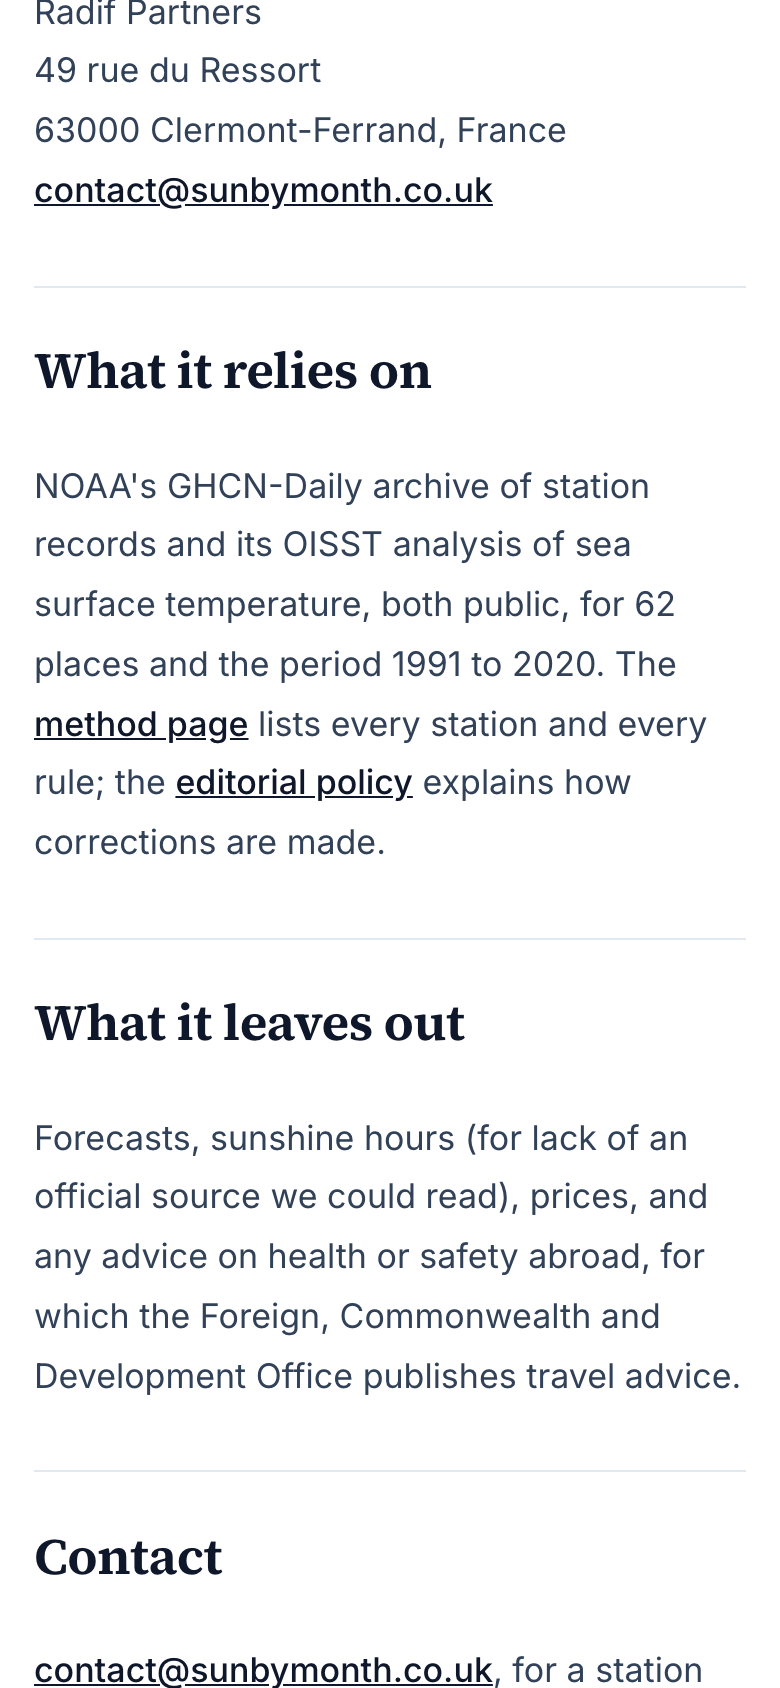 Radif Partners
49 rue du Ressort
63000 Clermont-Ferrand, France
contact@sunbymonth.co.uk
What it relies on
NOAA's GHCN-Daily archive of station
records and its OISST analysis of sea
surface temperature, both public, for 62
places and the period 1991 to 2020. The
method page lists every station and every
rule; the editorial policy explains how
corrections are made.
What it leaves out
Forecasts, sunshine hours (for lack of an
official source we could read), prices, and
any advice on health or safety abroad, for
which the Foreign, Commonwealth and
Development Office publishes travel advice.
Contact
contact@sunbymonth.co.uk, for a station